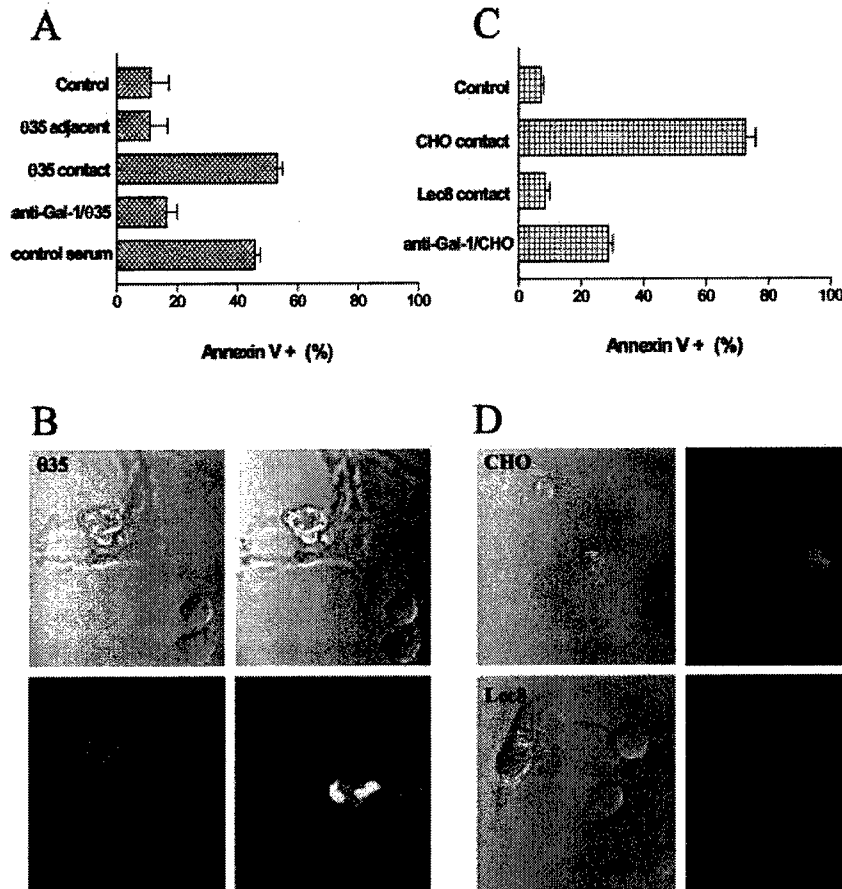 A
Control
θ35 adjacent
θ35 contact
anti-Gal-1/θ35
control serum
0 20 40 60 80 100
Annexin V + (%)
C
Control
CHO contact
Lec8 contact
anti-Gal-1/CHO
0 20 40 60 80 100
Annexin V + (%)
B
θ35
D
CHO
Lec8